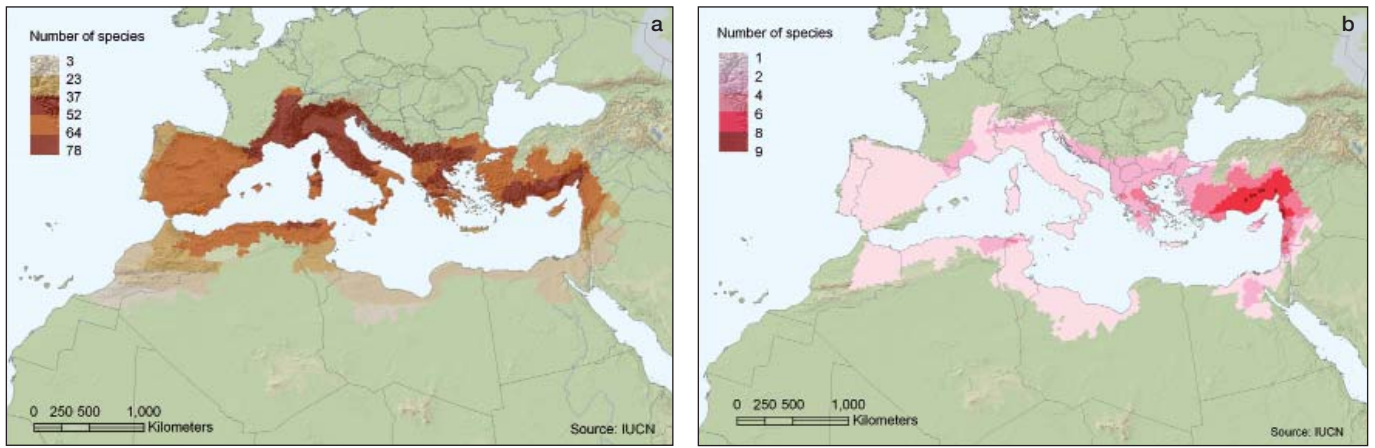 a
Number of species
3
23
37
52
64
78
0 250 500 1,000
Kilometers
Source: IUCN
b
Number of species
1
2
4
6
8
9
0 250 500 1,000
Kilometers
Source: IUCN